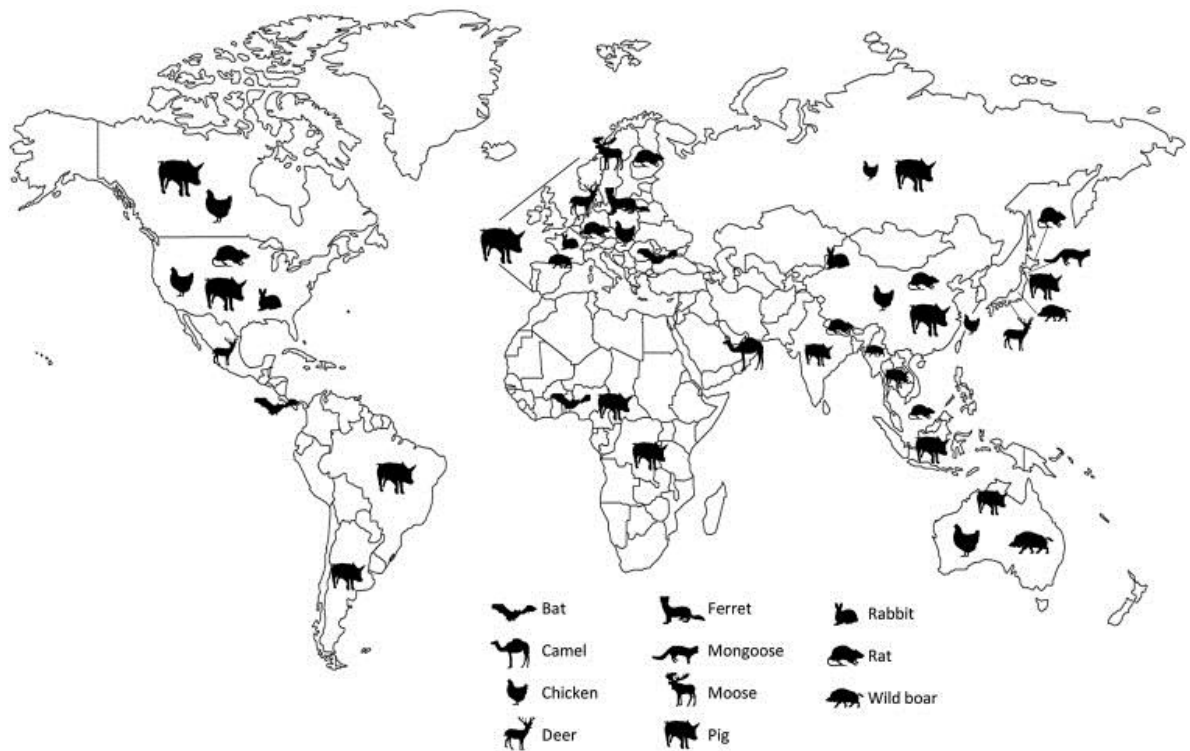 Bat
Ferret
Rabbit
Camel
Mongoose
Rat
Chicken
Moose
Wild boar
Deer
Pig